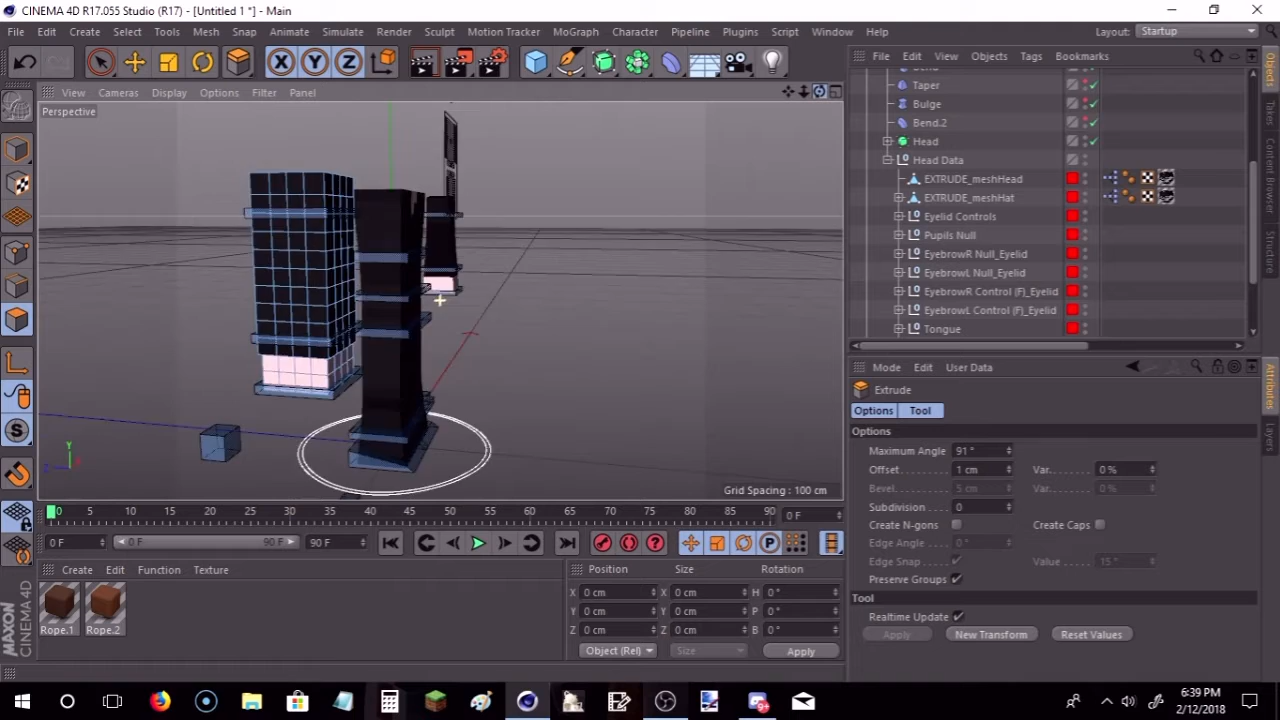 CINEMA 4D R17.055 Studio (R17) - [Untitled 1 *] - Main
File Edit Create Select Tools Mesh Snap Animate Simulate Render Sculpt Motion Tracker MoGraph Character Pipeline Plugins Script Window Help Layout: Startup
X Y Z
File Edit View Objects Tags Bookmarks
View Cameras Display Options Filter Panel
Perspective
Taper
Bulge
Bend.2
Head
Head Data
EXTRUDE_meshHead
EXTRUDE_meshHat
Eyelid Controls
Pupils Null
EyebrowR Null_Eyelid
EyebrowL Null_Eyelid
EyebrowR Control (F)_Eyelid
EyebrowL Control (F)_Eyelid
Tongue
Objects
Takes
Content Browser
Structure
Mode Edit User Data
Extrude
Options Tool
Options
Maximum Angle 91 °
Offset 1 cm Var. 0 %
Bevel 5 cm Var. 0 %
Subdivision 0
Create N-gons Create Caps
Edge Angle 0 °
Edge Snap Value 15 °
Preserve Groups
Tool
Realtime Update
Apply New Transform Reset Values
Attributes
Layers
Y
Z
Grid Spacing : 100 cm
0 5 10 15 20 25 30 35 40 45 50 55 60 65 70 75 80 85 90 0 F
0 F 0 F 90 F 90 F
Create Edit Function Texture
Rope.1 Rope.2
Position Size Rotation
X 0 cm X 0 cm H 0 °
Y 0 cm Y 0 cm P 0 °
Z 0 cm Z 0 cm B 0 °
Object (Rel) Size Apply
MAXON CINEMA 4D
6:39 PM
2/12/2018